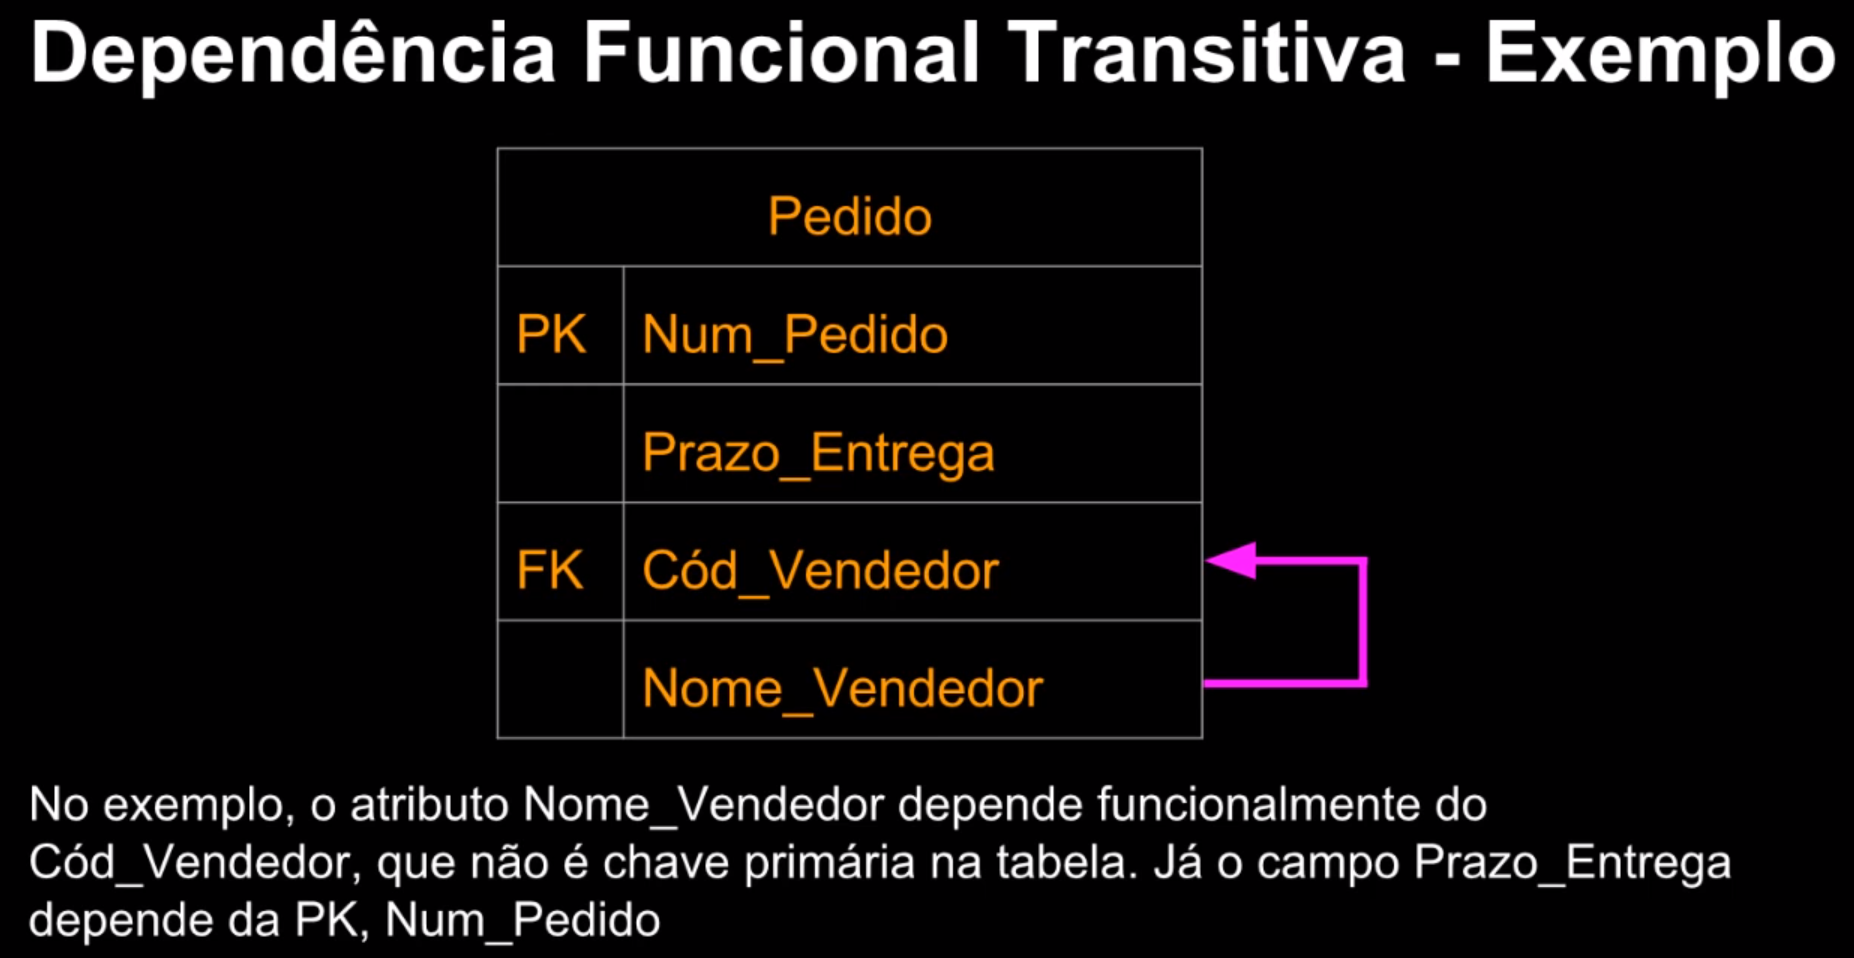 Dependência Funcional Transitiva - Exemplo
Pedido
PK Num_Pedido
Prazo_Entrega
FK Cód_Vendedor
Nome_Vendedor
No exemplo, o atributo Nome_Vendedor depende funcionalmente do
Cód_Vendedor, que não é chave primária na tabela. Já o campo Prazo_Entrega
depende da PK, Num_Pedido